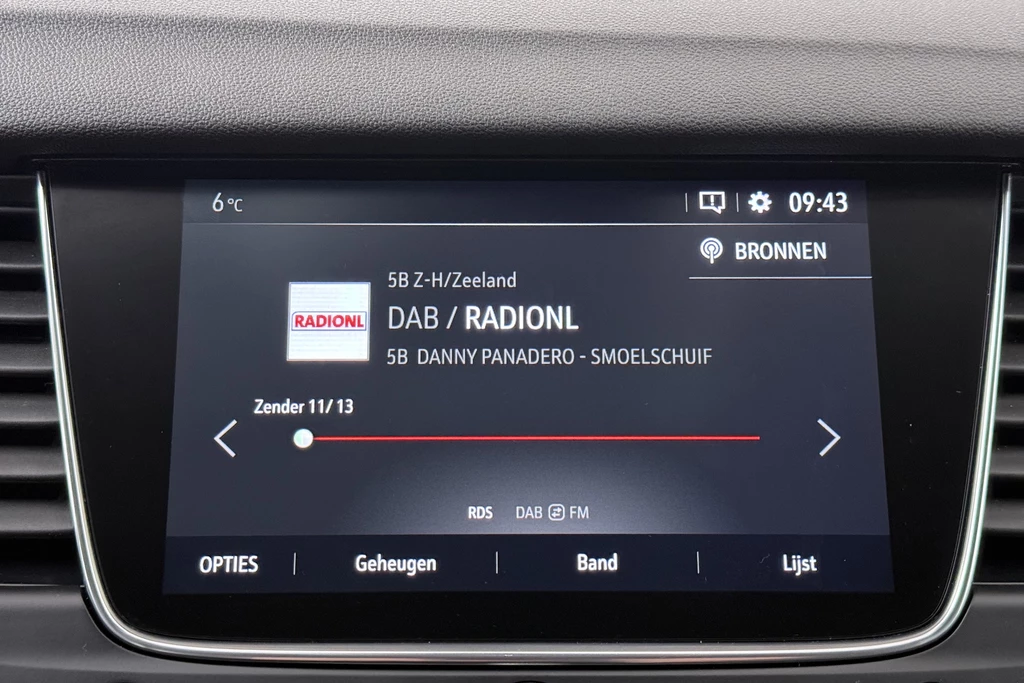 6 °C
09:43
BRONNEN
5B Z-H/Zeeland
RADIONL
DAB / RADIONL
5B DANNY PANADERO - SMOELSCHUIF
Zender 11/ 13
RDS DAB FM
OPTIES Geheugen Band Lijst